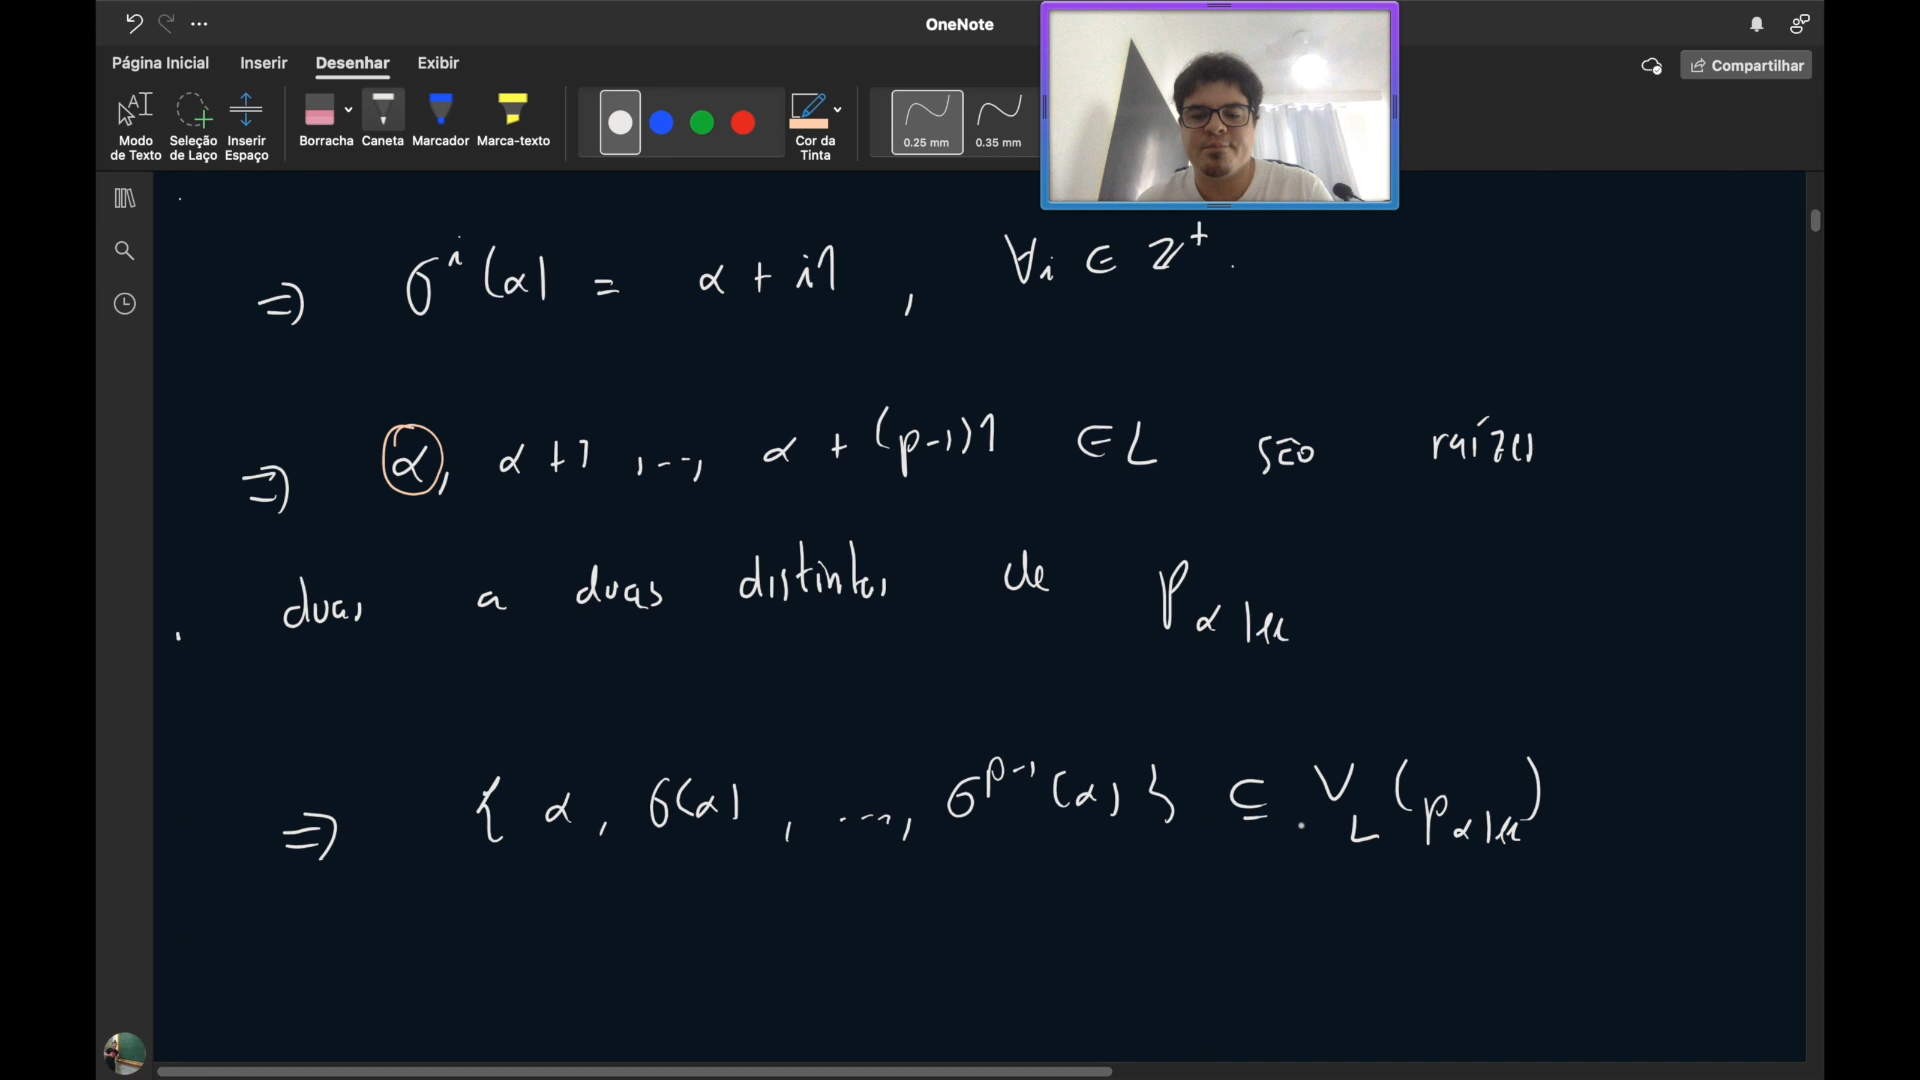 OneNote
Página Inicial Inserir Desenhar Exibir
Compartilhar
Modo de Texto
Seleção de Laço
Inserir Espaço
Borracha
Caneta
Marcador
Marca-texto
Cor da Tinta
0.25 mm
0.35 mm
⇒ σ^i(α) = α + i1, ∀i ∈ ℤ^+.
⇒ α, α+1, ..., α + (p-1)1 ∈ L são raízes
duas a duas distintas de P_{α|K}
⇒ { α, σ(α), ..., σ^{p-1}(α) } ⊆ V_L(P_{α|K})